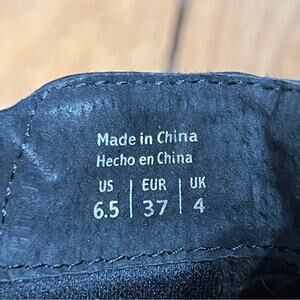 Made in China
Hecho en China
US | EUR | UK
6.5 | 37 | 4